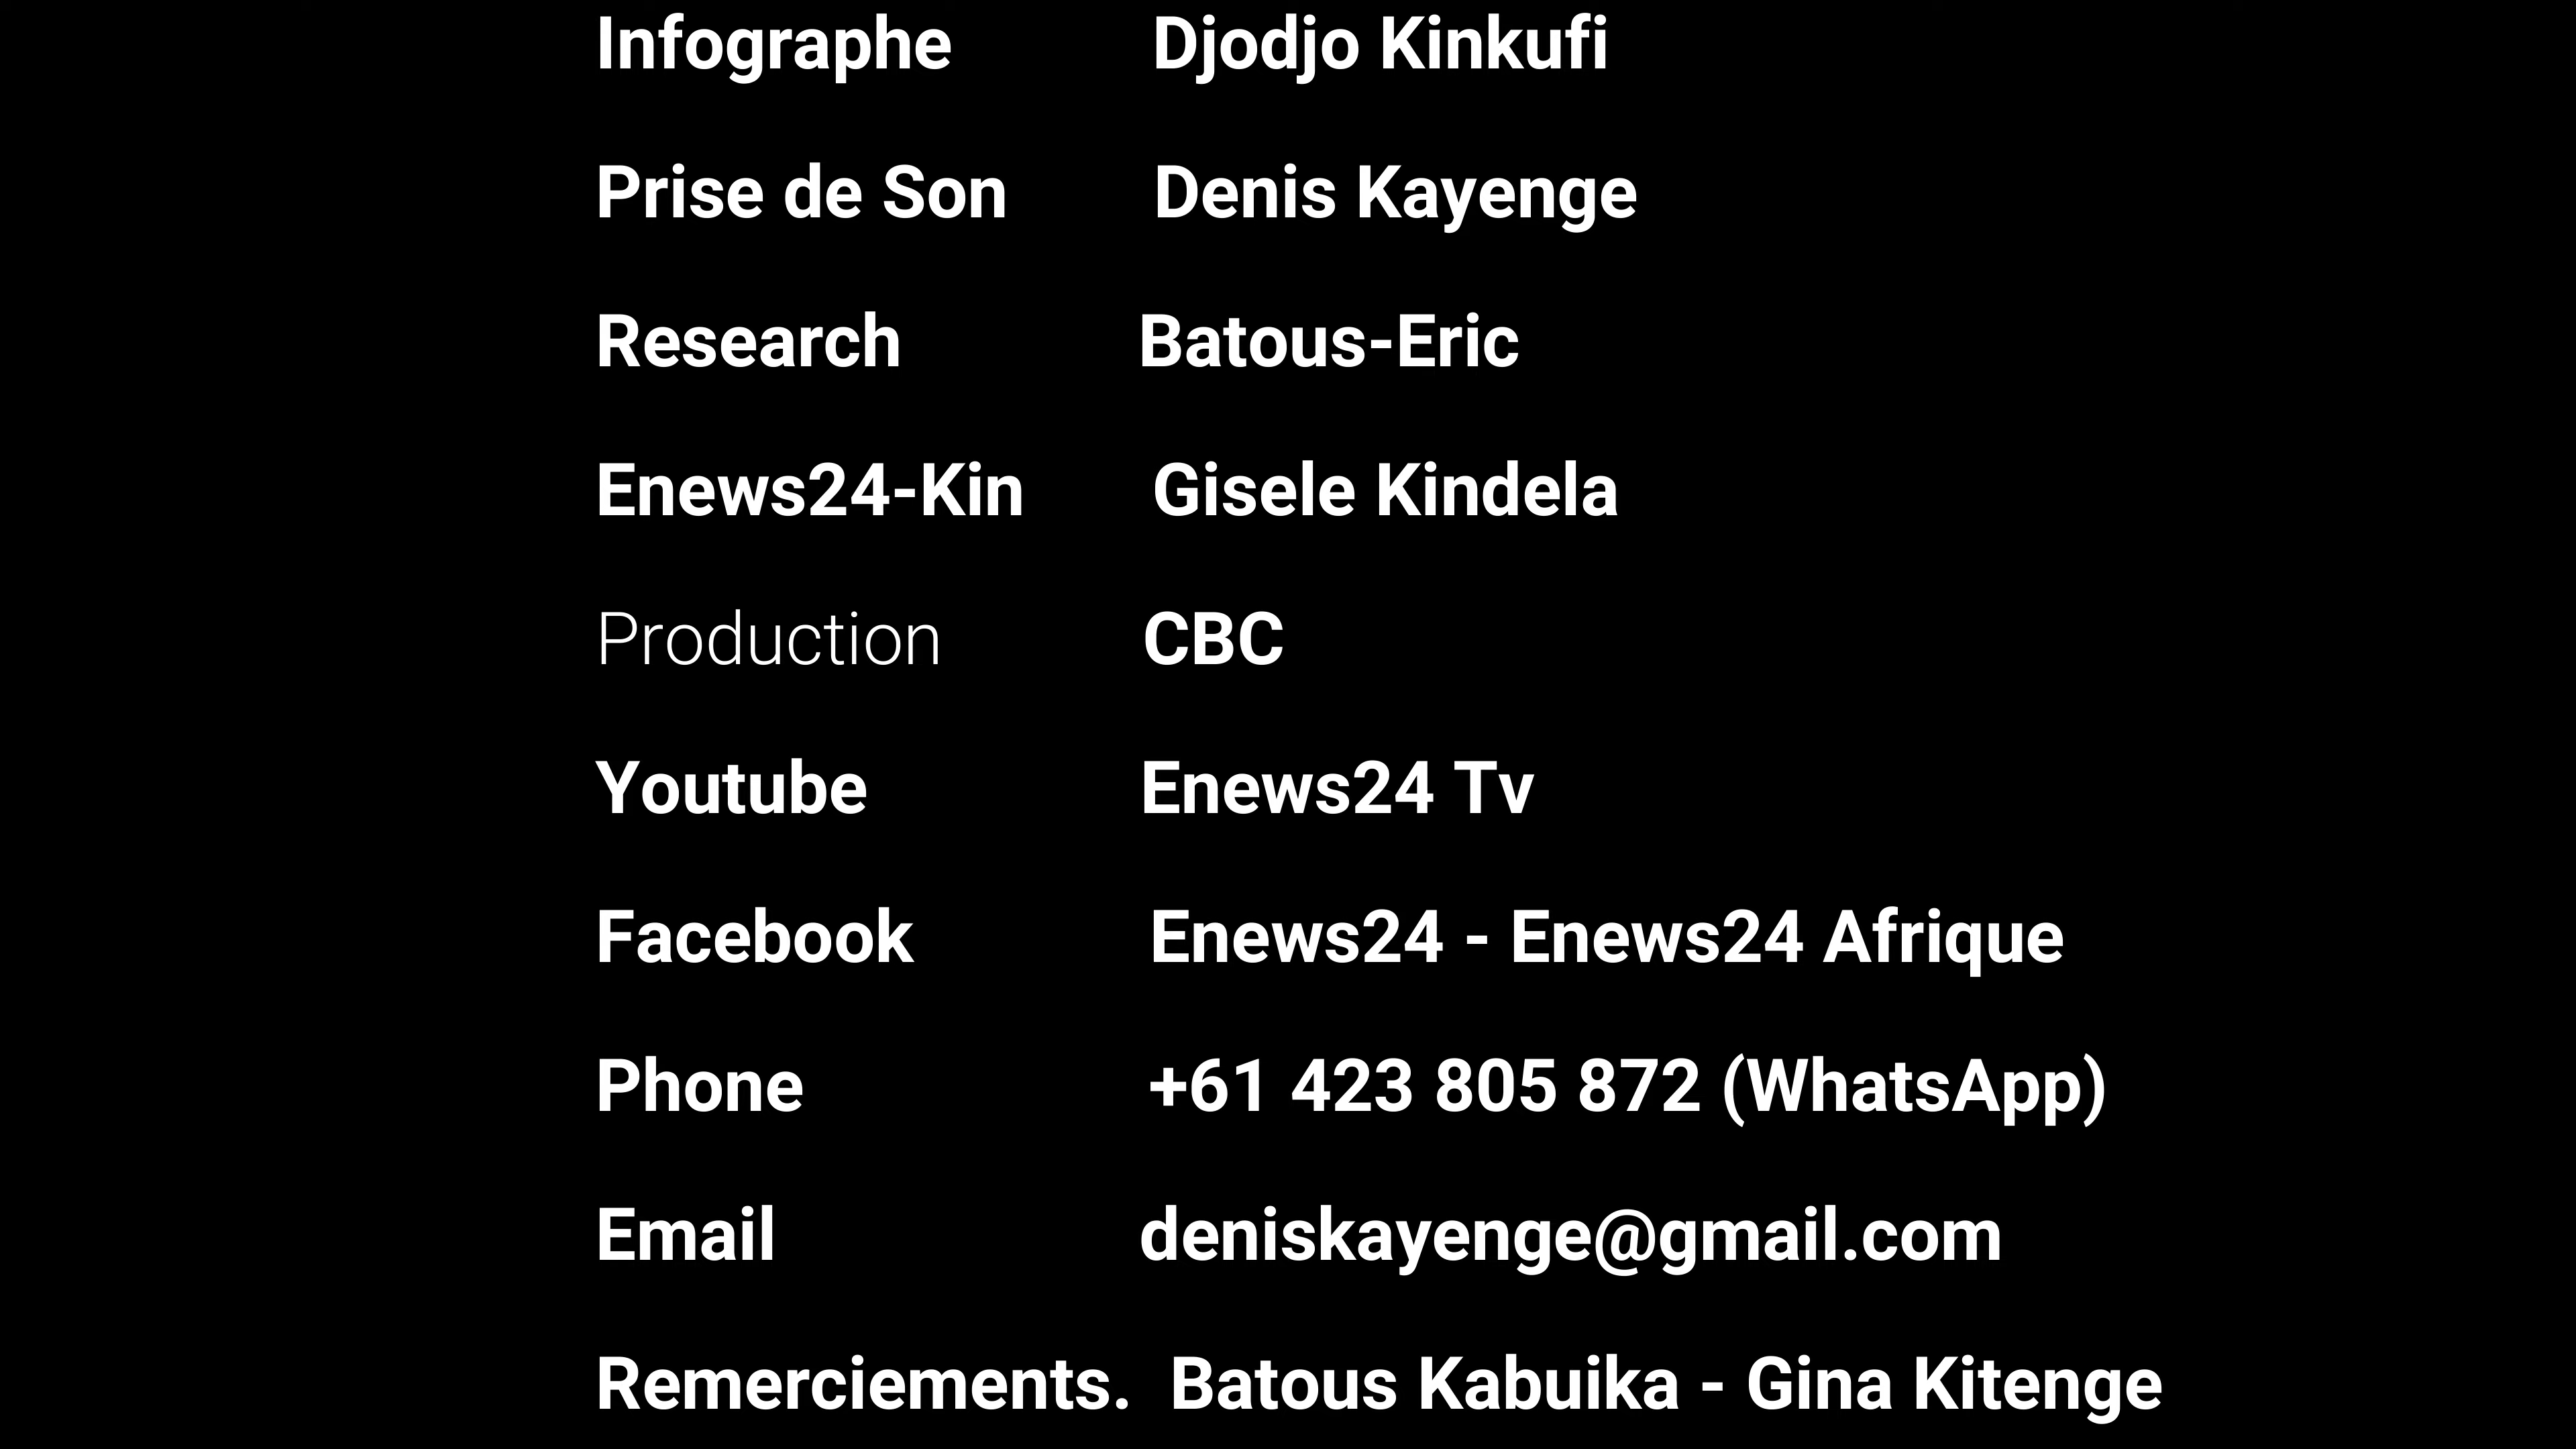 Infographe Djodjo Kinkufi
Prise de Son Denis Kayenge
Research Batous-Eric
Enews24-Kin Gisele Kindela
Production CBC
Youtube Enews24 Tv
Facebook Enews24 - Enews24 Afrique
Phone +61 423 805 872 (WhatsApp)
Email deniskayenge@gmail.com
Remerciements. Batous Kabuika - Gina Kitenge